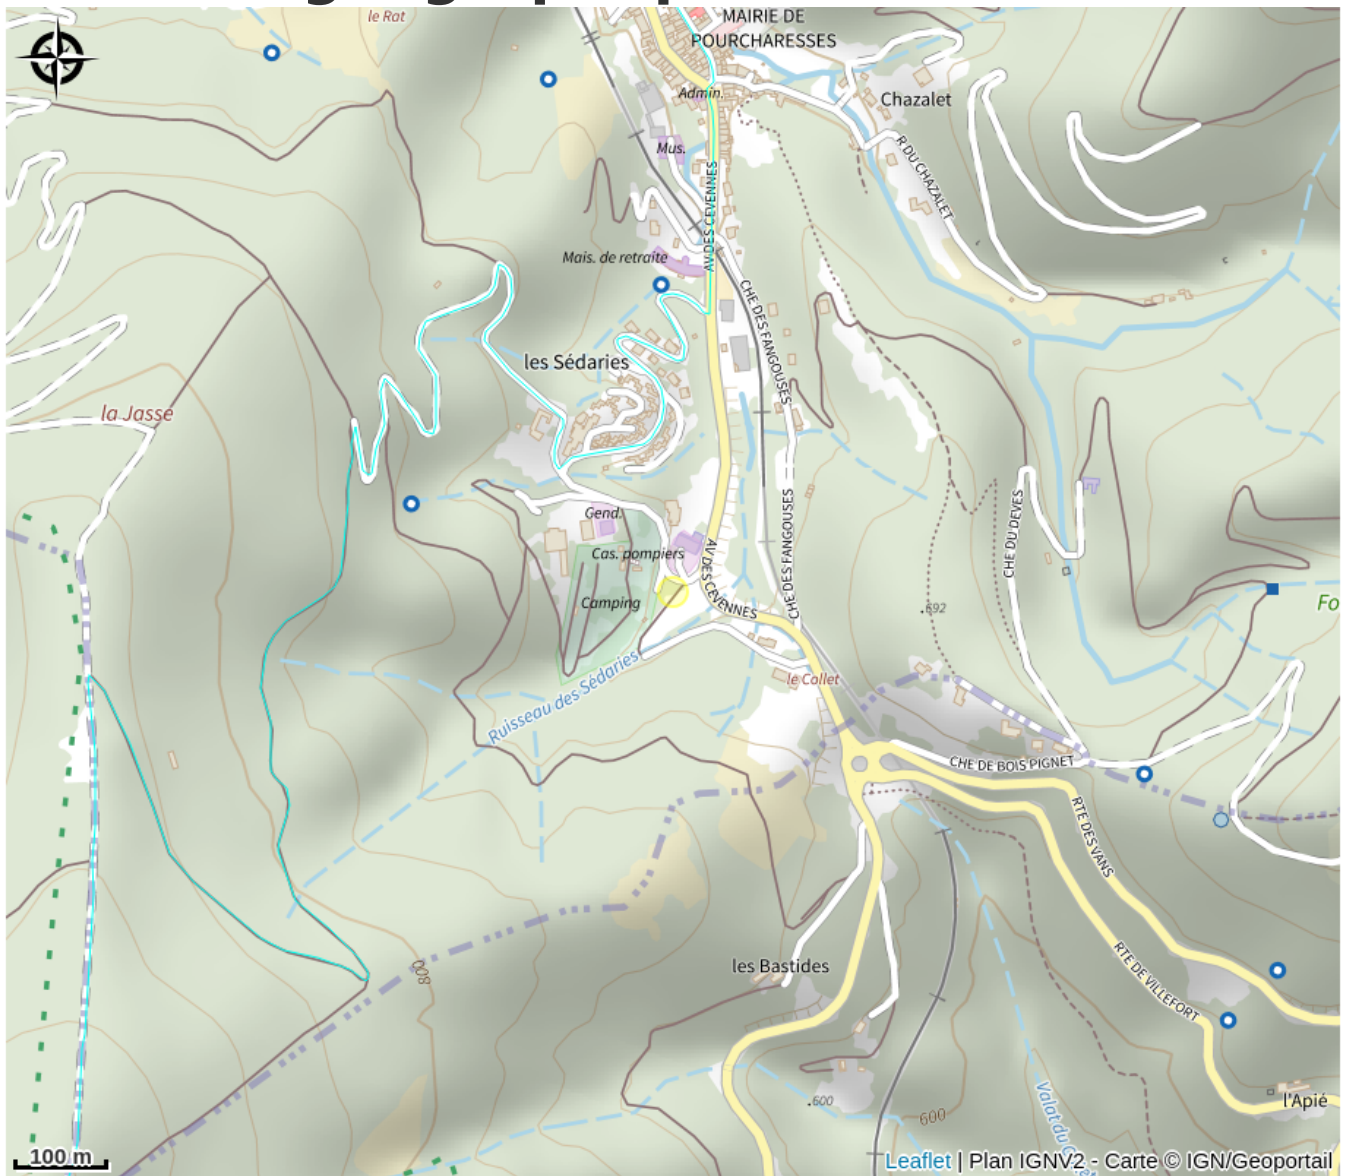 le Rat
MAIRIE DE
POURCHARESSES
Admin.
Chazalet
Mus.
R DU CHAZALET
AV DES CEVENNES
Mais. de retraite
CHE DES FANGOUSES
les Sédaries
la Jasse
Gend.
CHE DES FANGOUSES
CHE DU DEVES
Cas. pompiers
AV DES CEVENNES
Camping
.692
Fo
Ruisseau des Sédaries
le Collet
CHE DE BOIS PIGNET
RTE DES VANS
800
les Bastides
RTE DE VILLEFORT
.600
600
Valat du
l'Apié
100 m
Leaflet | Plan IGNV2 - Carte © IGN/Geoportail